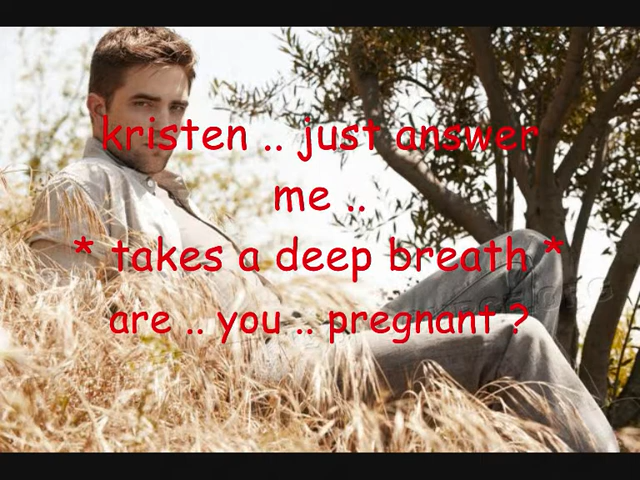 kristen .. just answer
me ..
* takes a deep breath *
are .. you .. pregnant ?